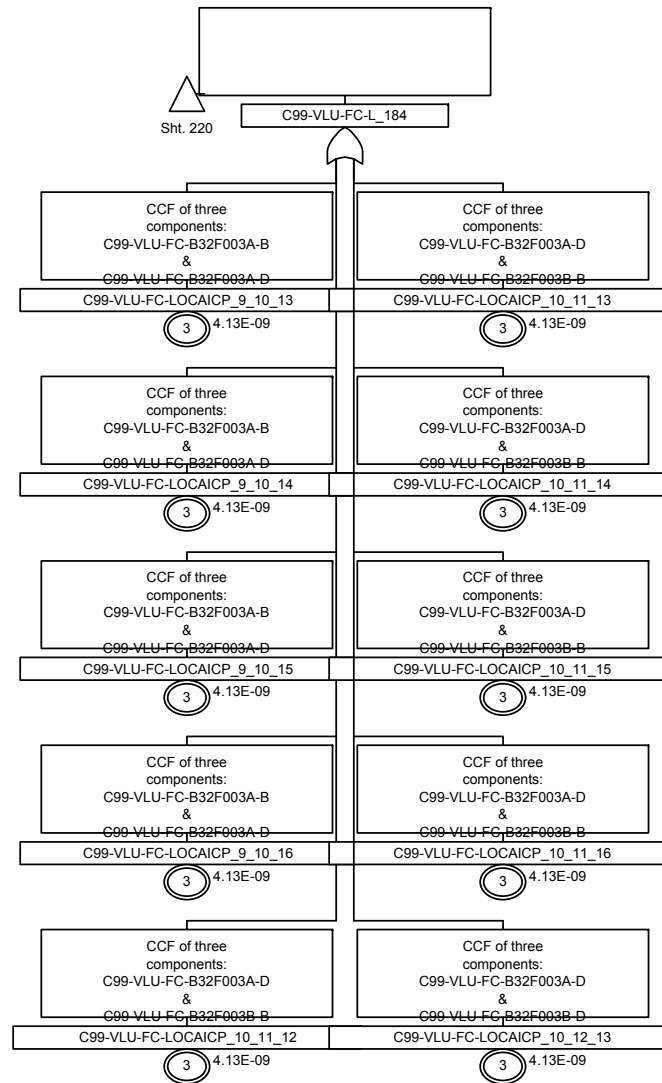 Sht. 220
C99-VLU-FC-L_184
CCF of three
components:
C99-VLU-FC-B32F003A-B
&
C99-VLU-FC-B32F003A-D
C99-VLU-FC-LOCAICP_9_10_13
3
4.13E-09
CCF of three
components:
C99-VLU-FC-B32F003A-D
&
C99-VLU-FC-B32F003B-B
C99-VLU-FC-LOCAICP_10_11_13
3
4.13E-09
CCF of three
components:
C99-VLU-FC-B32F003A-B
&
C99-VLU-FC-B32F003A-D
C99-VLU-FC-LOCAICP_9_10_14
3
4.13E-09
CCF of three
components:
C99-VLU-FC-B32F003A-D
&
C99-VLU-FC-B32F003B-B
C99-VLU-FC-LOCAICP_10_11_14
3
4.13E-09
CCF of three
components:
C99-VLU-FC-B32F003A-B
&
C99-VLU-FC-B32F003A-D
C99-VLU-FC-LOCAICP_9_10_15
3
4.13E-09
CCF of three
components:
C99-VLU-FC-B32F003A-D
&
C99-VLU-FC-B32F003B-B
C99-VLU-FC-LOCAICP_10_11_15
3
4.13E-09
CCF of three
components:
C99-VLU-FC-B32F003A-B
&
C99-VLU-FC-B32F003A-D
C99-VLU-FC-LOCAICP_9_10_16
3
4.13E-09
CCF of three
components:
C99-VLU-FC-B32F003A-D
&
C99-VLU-FC-B32F003B-B
C99-VLU-FC-LOCAICP_10_11_16
3
4.13E-09
CCF of three
components:
C99-VLU-FC-B32F003A-D
&
C99-VLU-FC-B32F003B-B
C99-VLU-FC-LOCAICP_10_11_12
3
4.13E-09
CCF of three
components:
C99-VLU-FC-B32F003A-D
&
C99-VLU-FC-B32F003B-D
C99-VLU-FC-LOCAICP_10_12_13
3
4.13E-09